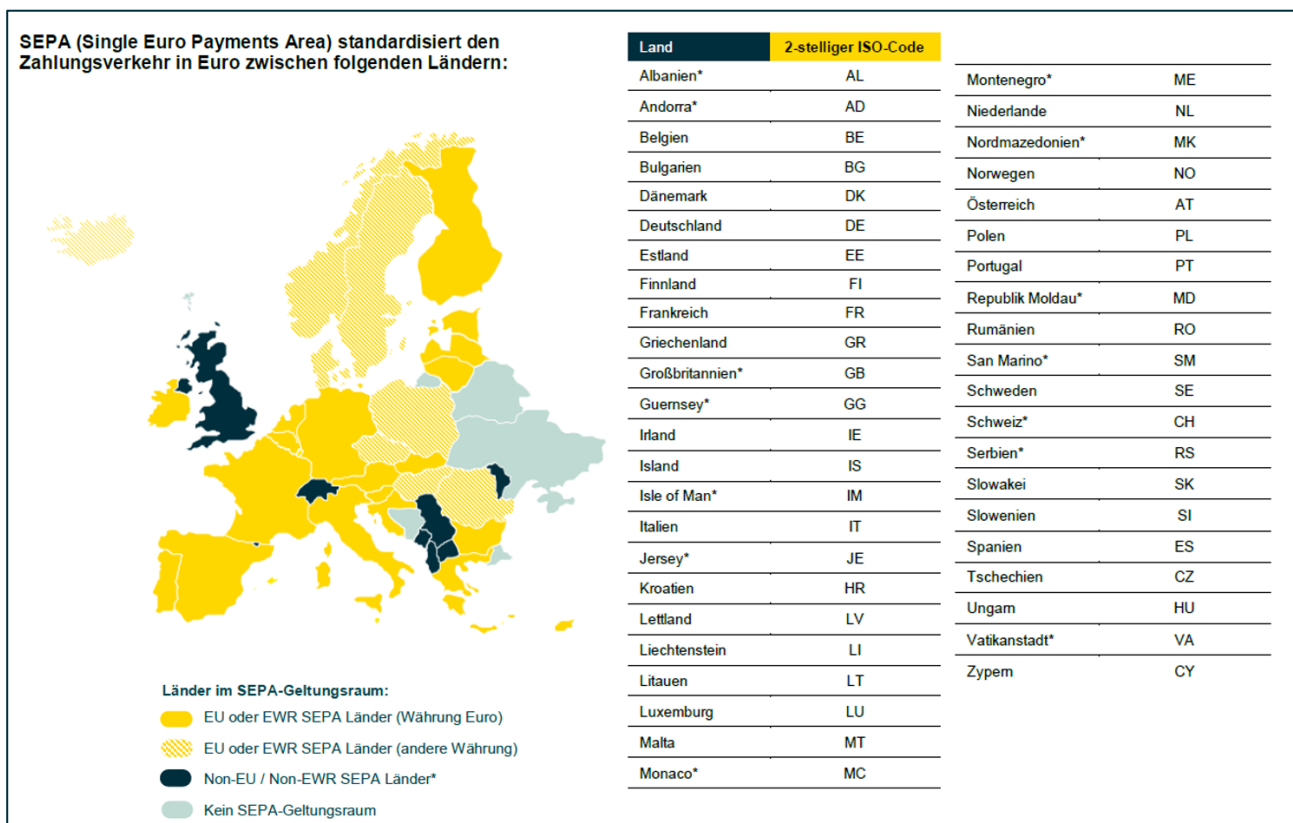 SEPA (Single Euro Payments Area) standardisiert den
Zahlungsverkehr in Euro zwischen folgenden Ländern:
Länder im SEPA-Geltungsraum:
EU oder EWR SEPA Länder (Währung Euro)
EU oder EWR SEPA Länder (andere Währung)
Non-EU / Non-EWR SEPA Länder*
Kein SEPA-Geltungsraum
Land 2-stelliger ISO-Code
Albanien* AL
Andorra* AD
Belgien BE
Bulgarien BG
Dänemark DK
Deutschland DE
Estland EE
Finnland FI
Frankreich FR
Griechenland GR
Großbritannien* GB
Guernsey* GG
Irland IE
Island IS
Isle of Man* IM
Italien IT
Jersey* JE
Kroatien HR
Lettland LV
Liechtenstein LI
Litauen LT
Luxemburg LU
Malta MT
Monaco* MC
Montenegro* ME
Niederlande NL
Nordmazedonien* MK
Norwegen NO
Österreich AT
Polen PL
Portugal PT
Republik Moldau* MD
Rumänien RO
San Marino* SM
Schweden SE
Schweiz* CH
Serbien* RS
Slowakei SK
Slowenien SI
Spanien ES
Tschechien CZ
Ungarn HU
Vatikanstadt* VA
Zypern CY